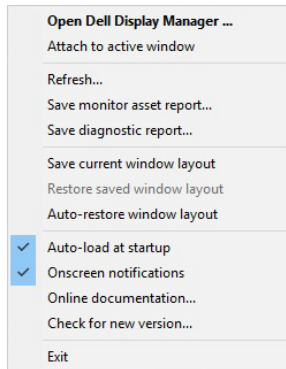 Open Dell Display Manager ...
Attach to active window
Refresh...
Save monitor asset report...
Save diagnostic report...
Save current window layout
Restore saved window layout
Auto-restore window layout
Auto-load at startup
Onscreen notifications
Online documentation...
Check for new version...
Exit